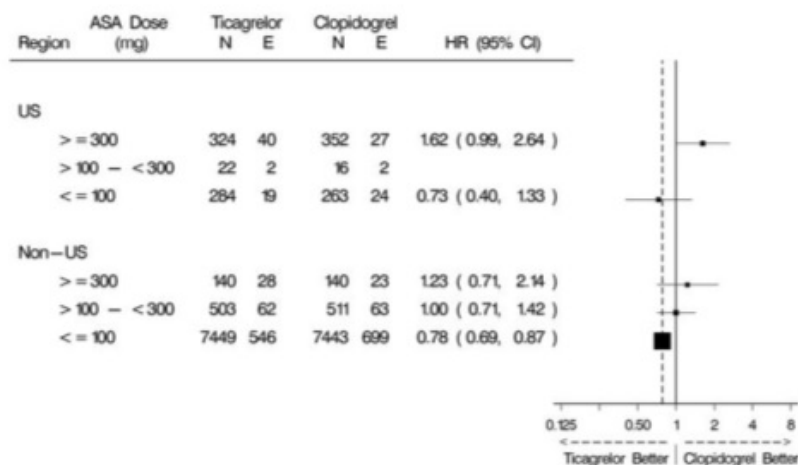 ASA Dose Ticagrelor Clopidogrel
Region (mg) N E N E HR (95% CI)
US
>=300 324 40 352 27 1.62 (0.99, 2.64)
>100 – <300 22 2 16 2
<=100 284 19 263 24 0.73 (0.40, 1.33)
Non–US
>=300 140 28 140 23 1.23 (0.71, 2.14)
>100 – <300 503 62 511 63 1.00 (0.71, 1.42)
<=100 7449 546 7443 699 0.78 (0.69, 0.87)
0.125 0.50 1 2 4 8
Ticagrelor Better Clopidogrel Better